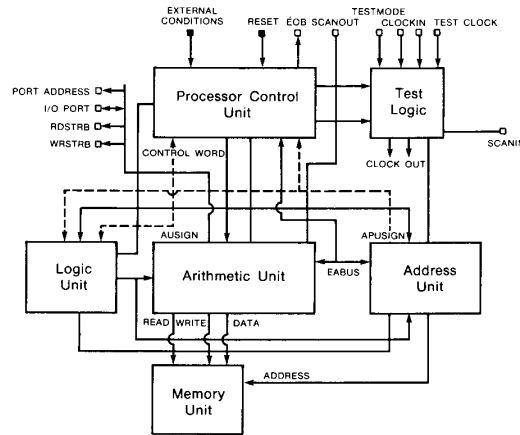 EXTERNAL
CONDITIONS
RESET
EOB
SCANOUT
TESTMODE
CLOCKIN
TEST CLOCK
PORT ADDRESS
I/O PORT
RDSTRB
WRSTRB
Processor Control
Unit
Test
Logic
SCANIN
CONTROL WORD
CLOCK OUT
AUSIGN
APUSIGN
Logic
Unit
Arithmetic Unit
EABUS
Address
Unit
READ
WRITE
DATA
ADDRESS
Memory
Unit